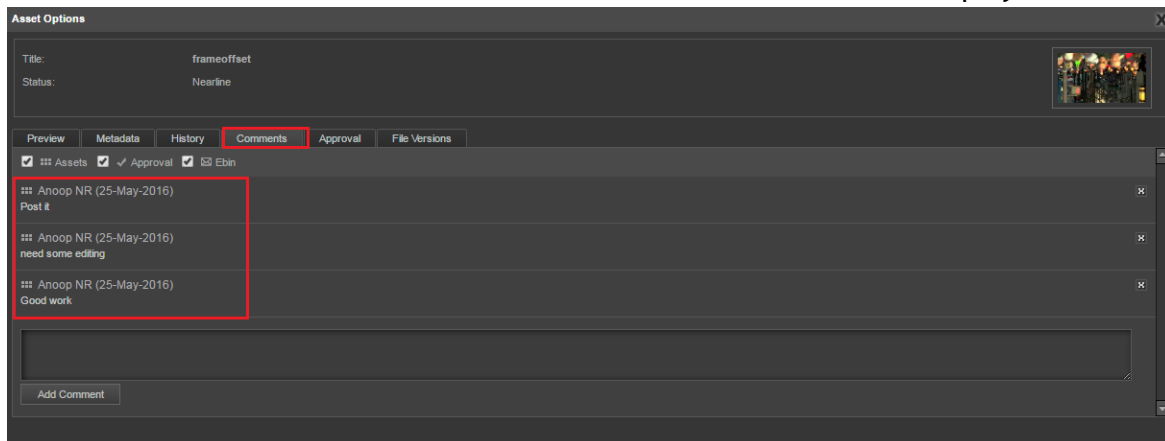 Asset Options
Title: frameoffset
Status: Nearline
Preview Metadata History Comments Approval File Versions
Assets Approval Ebin
Anoop NR (25-May-2016)
Post it
Anoop NR (25-May-2016)
need some editing
Anoop NR (25-May-2016)
Good work
Add Comment